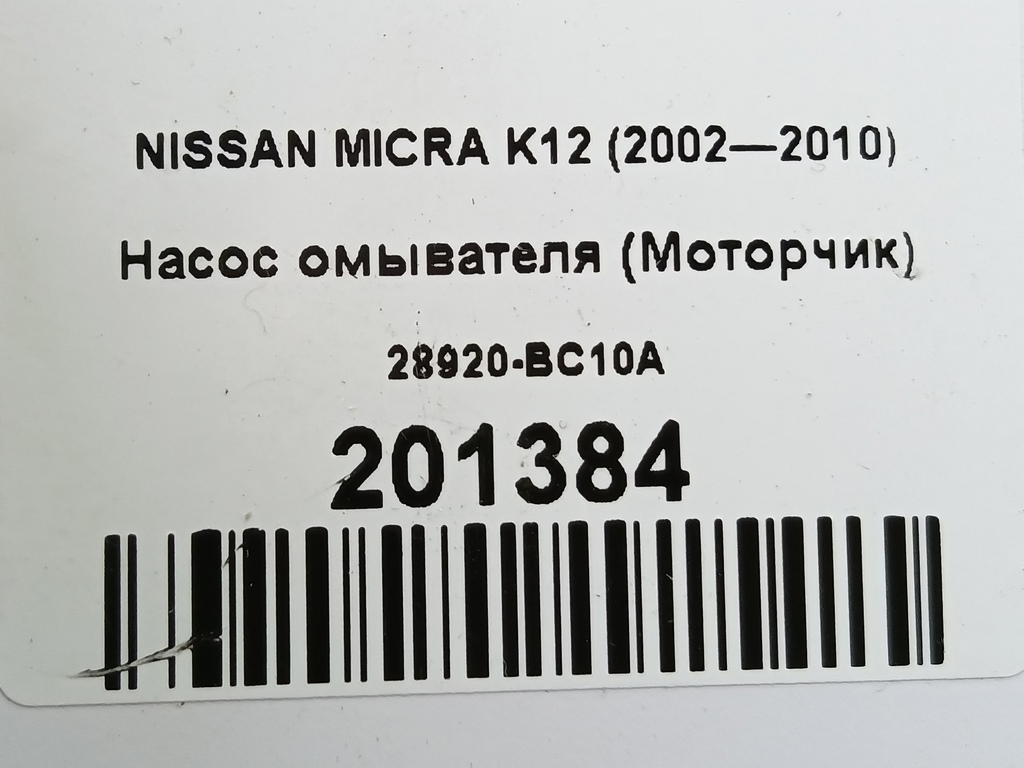 NISSAN MICRA K12 (2002—2010)
Насос омывателя (Моторчик)
28920-BC10A
201384